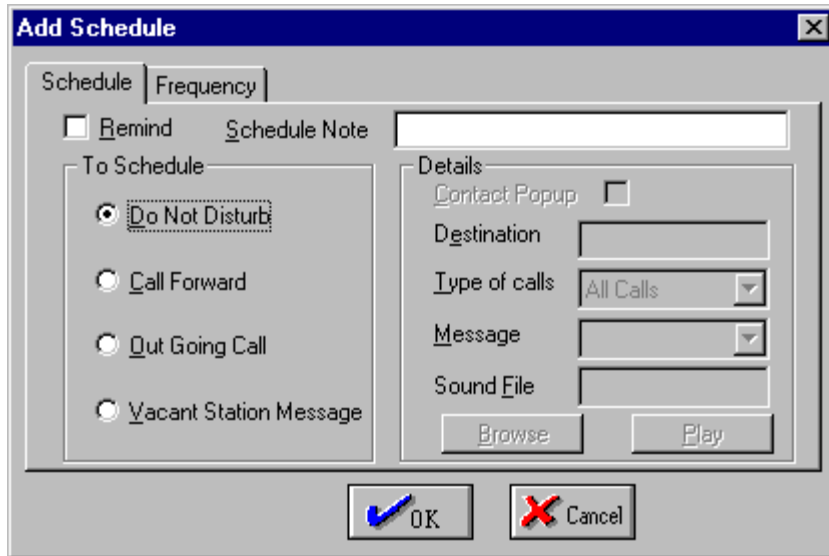 Add Schedule
Schedule Frequency
Remind Schedule Note
To Schedule
Do Not Disturb
Call Forward
Out Going Call
Vacant Station Message
Details
Contact Popup
Destination
Type of calls All Calls
Message
Sound File
Browse Play
OK Cancel